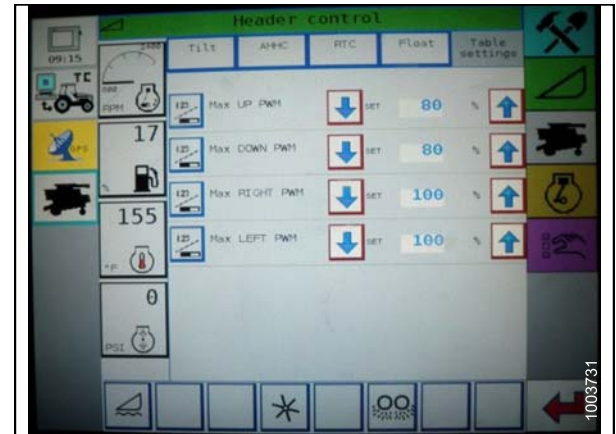 Header control
09:15
Tilt
AHHC
RTC
Float
Table
settings
2400
600
RPM
TC
GPS
Max UP PWM
SET
80
%
17
%
Max DOWN PWM
SET
80
%
Max RIGHT PWM
SET
100
%
155
°F
Max LEFT PWM
SET
100
%
0
PSI
1003731